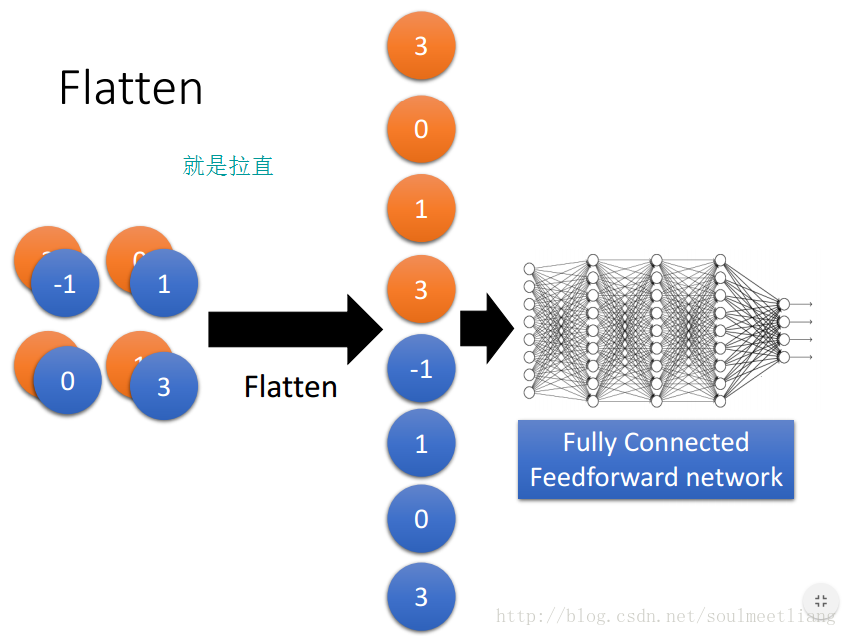 Flatten
就是拉直
3
0
1
3
-1
1
0
3
-1
1
0
3
Flatten
Fully Connected
Feedforward network
http://blog.csdn.net/soulmeetliang